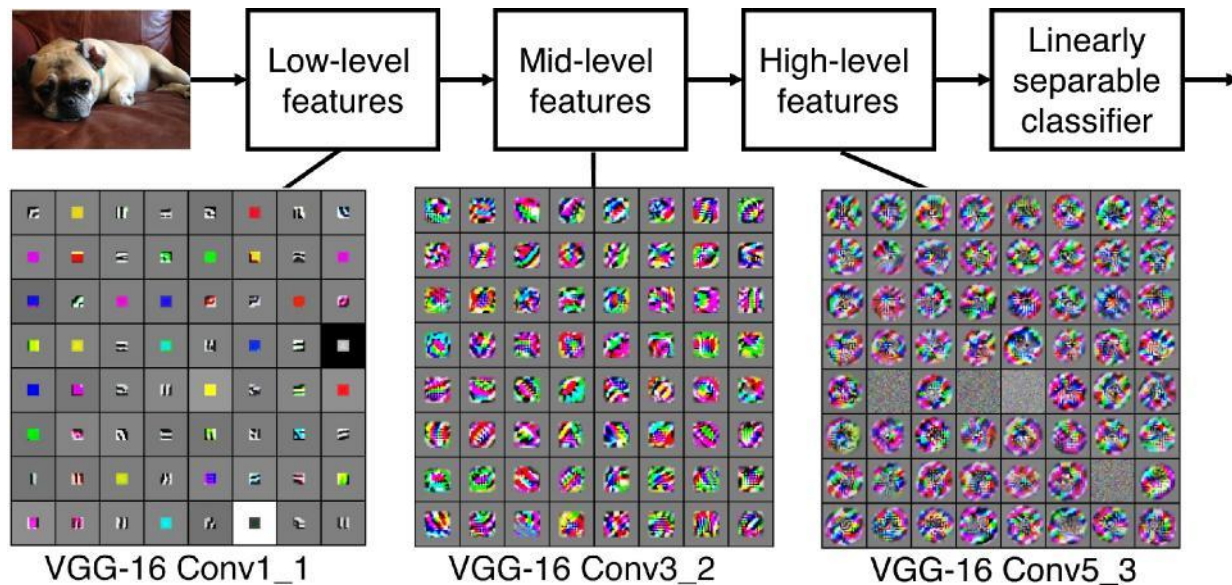 Low-level
features
Mid-level
features
High-level
features
Linearly
separable
classifier
VGG-16 Conv1_1
VGG-16 Conv3_2
VGG-16 Conv5_3